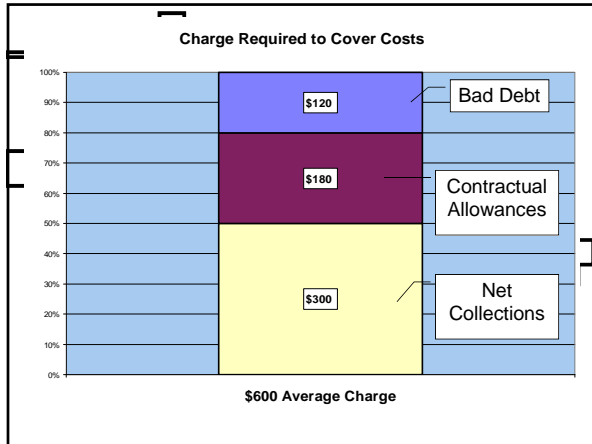 Charge Required to Cover Costs
100%
90%
80%
70%
60%
50%
40%
30%
20%
10%
0%
$120
$180
$300
Bad Debt
Contractual
Allowances
Net
Collections
$600 Average Charge